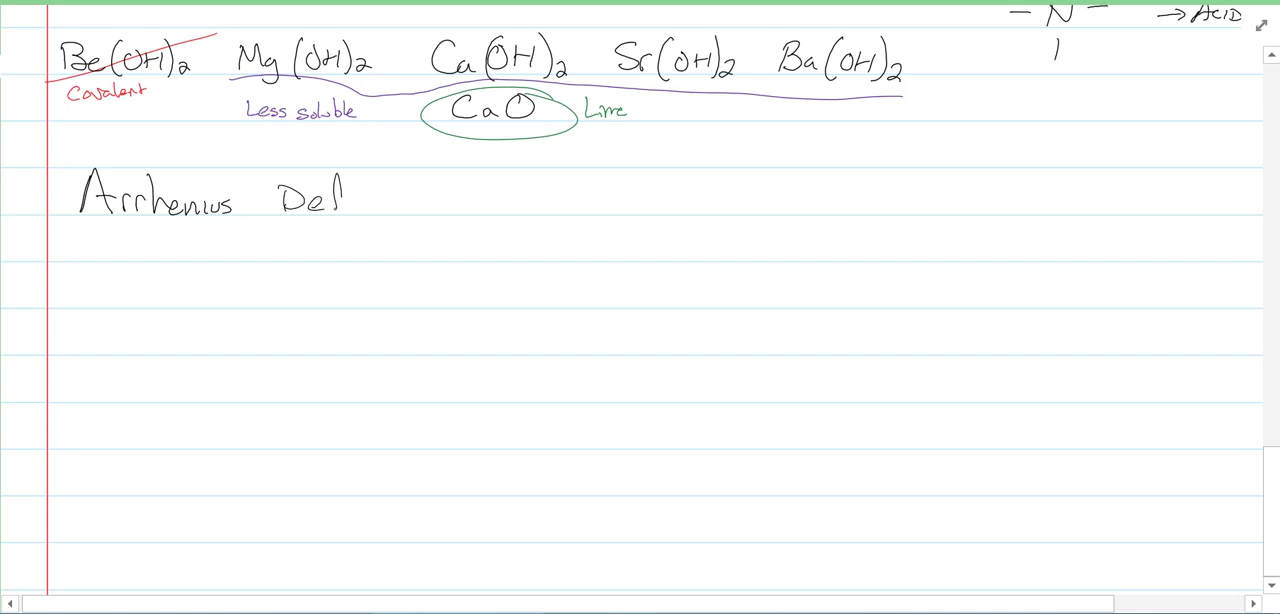 - N - → ACID
Be(OH)2 Mg(OH)2 Ca(OH)2 Sr(OH)2 Ba(OH)2
Covalent Less soluble CaO Lime
Arrhenius Def